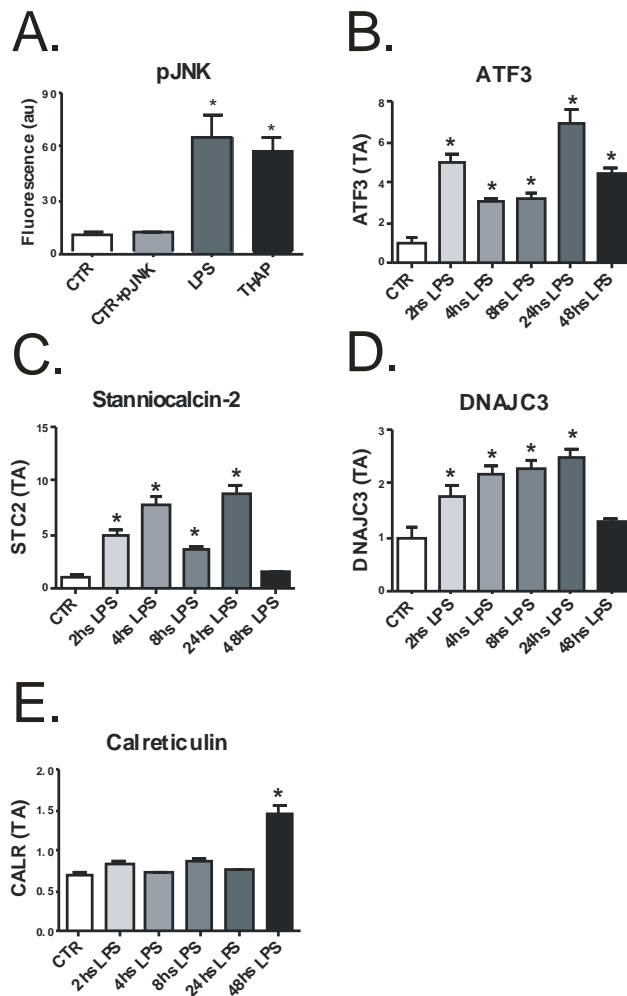 A.
pJNK
Fluorescence (au)
90
60
30
0
*
*
CTR
CTR+pJNK
LPS
THAP
B.
ATF3
ATF3 (TA)
8
6
4
2
0
*
*
*
*
*
CTR
2hs LPS
4hs LPS
8hs LPS
24hs LPS
48hs LPS
C.
Stanniocalcin-2
STC2 (TA)
15
10
5
0
*
*
*
*
CTR
2hs LPS
4hs LPS
8hs LPS
24hs LPS
48hs LPS
D.
DNAJC3
DNAJC3 (TA)
3
2
1
0
*
*
*
*
CTR
2hs LPS
4hs LPS
8hs LPS
24hs LPS
48hs LPS
E.
Calreticulin
CALR (TA)
2.0
1.5
1.0
0.5
0.0
*
CTR
2hs LPS
4hs LPS
8hs LPS
24hs LPS
48hs LPS